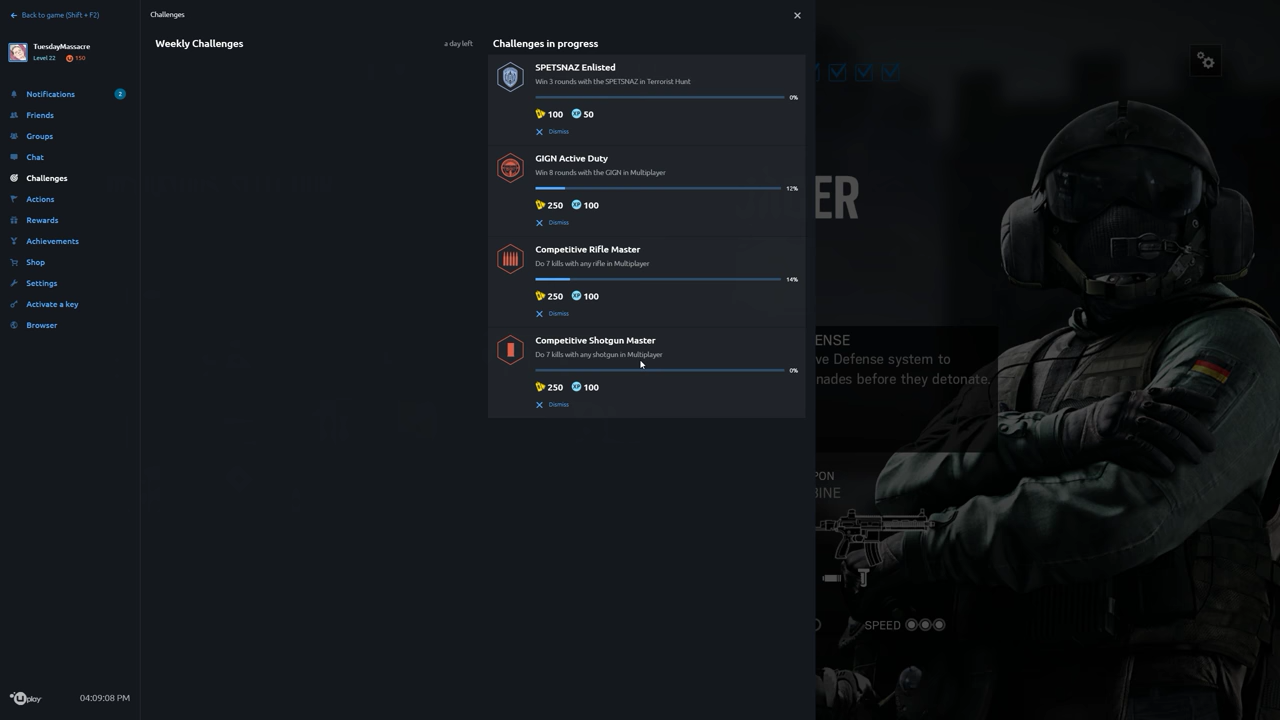 Back to game (Shift + F2)
TuesdayMassacre
Level 22
150
Notifications
2
Friends
Groups
Chat
Challenges
Actions
Rewards
Achievements
Shop
Settings
Activate a key
Browser
uplay
04:09:08 PM
Challenges
Weekly Challenges
a day left
Challenges in progress
SPETSNAZ Enlisted
Win 3 rounds with the SPETSNAZ in Terrorist Hunt
0%
100
XP 50
Dismiss
GIGN Active Duty
Win 8 rounds with the GIGN in Multiplayer
12%
250
XP 100
Dismiss
Competitive Rifle Master
Do 7 kills with any rifle in Multiplayer
14%
250
XP 100
Dismiss
Competitive Shotgun Master
Do 7 kills with any shotgun in Multiplayer
0%
250
XP 100
Dismiss
ER
ENSE
ve Defense system to
nades before they detonate.
PON
BINE
SPEED